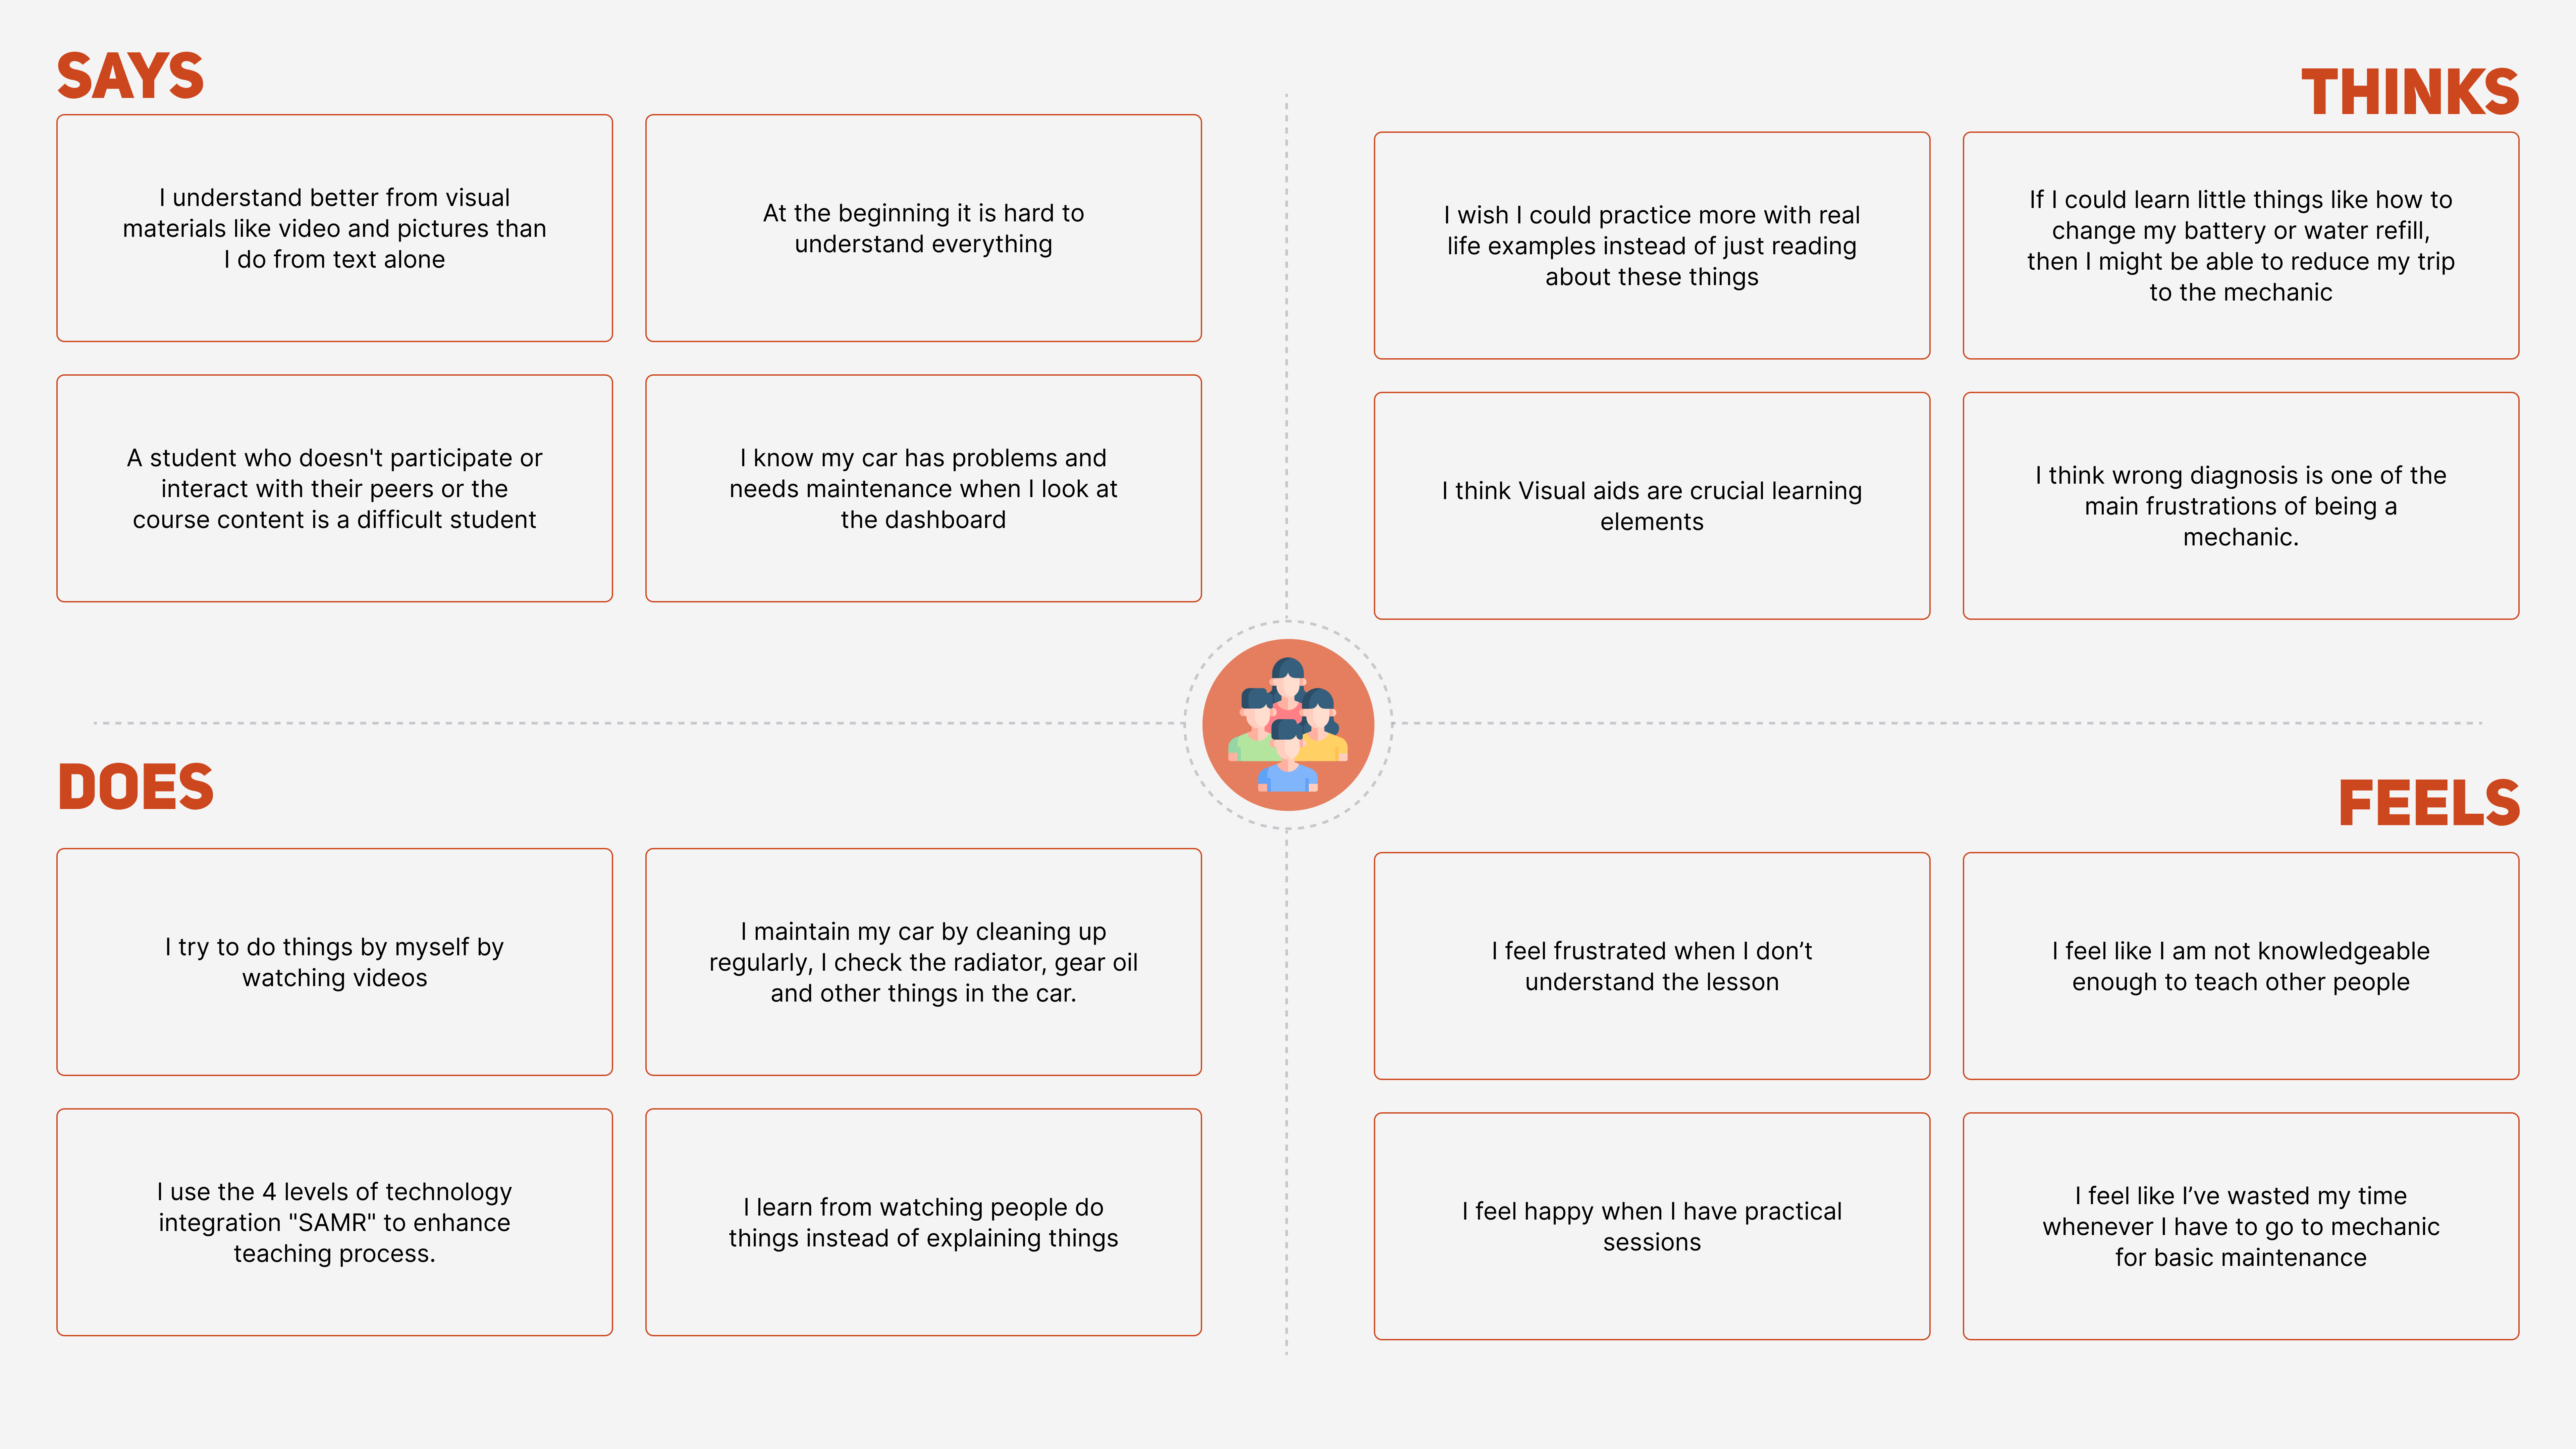 SAYS
I understand better from visual
materials like video and pictures than
I do from text alone
At the beginning it is hard to
understand everything
A student who doesn't participate or
interact with their peers or the
course content is a difficult student
I know my car has problems and
needs maintenance when I look at
the dashboard
THINKS
I wish I could practice more with real
life examples instead of just reading
about these things
If I could learn little things like how to
change my battery or water refill,
then I might be able to reduce my trip
to the mechanic
I think Visual aids are crucial learning
elements
I think wrong diagnosis is one of the
main frustrations of being a
mechanic.
DOES
I try to do things by myself by
watching videos
I maintain my car by cleaning up
regularly, I check the radiator, gear oil
and other things in the car.
I use the 4 levels of technology
integration "SAMR" to enhance
teaching process.
I learn from watching people do
things instead of explaining things
FEELS
I feel frustrated when I don’t
understand the lesson
I feel like I am not knowledgeable
enough to teach other people
I feel happy when I have practical
sessions
I feel like I’ve wasted my time
whenever I have to go to mechanic
for basic maintenance